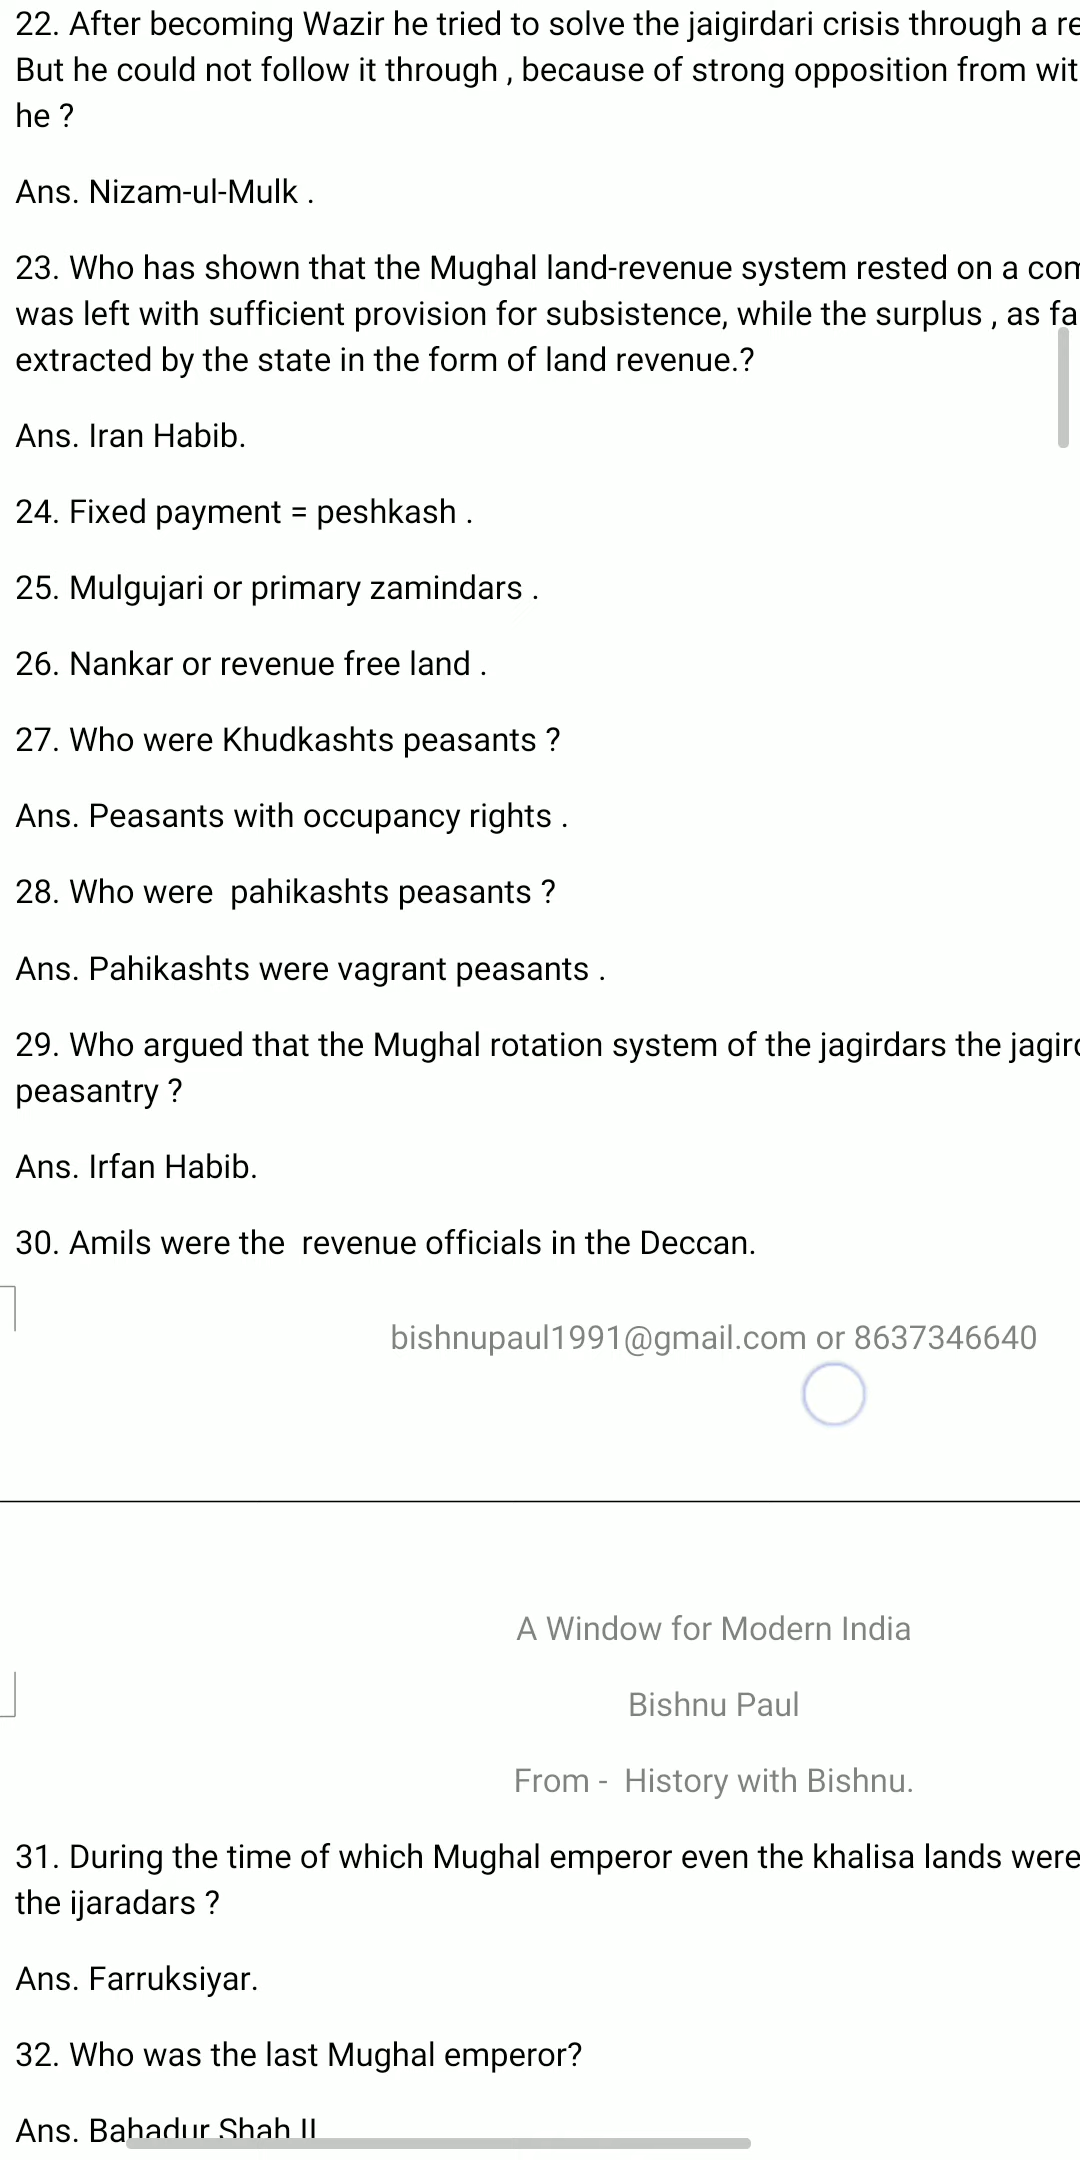 22. After becoming Wazir he tried to solve the jaigirdari crisis through a re
But he could not follow it through , because of strong opposition from wit
he ?
Ans. Nizam-ul-Mulk .
23. Who has shown that the Mughal land-revenue system rested on a com
was left with sufficient provision for subsistence, while the surplus , as fa
extracted by the state in the form of land revenue.?
Ans. Iran Habib.
24. Fixed payment = peshkash .
25. Mulgujari or primary zamindars .
26. Nankar or revenue free land .
27. Who were Khudkashts peasants ?
Ans. Peasants with occupancy rights .
28. Who were  pahikashts peasants ?
Ans. Pahikashts were vagrant peasants .
29. Who argued that the Mughal rotation system of the jagirdars the jagird
peasantry ?
Ans. Irfan Habib.
30. Amils were the  revenue officials in the Deccan.
bishnupaul1991@gmail.com or 8637346640
A Window for Modern India
Bishnu Paul
From -  History with Bishnu.
31. During the time of which Mughal emperor even the khalisa lands were
the ijaradars ?
Ans. Farruksiyar.
32. Who was the last Mughal emperor?
Ans. Bahadur Shah II